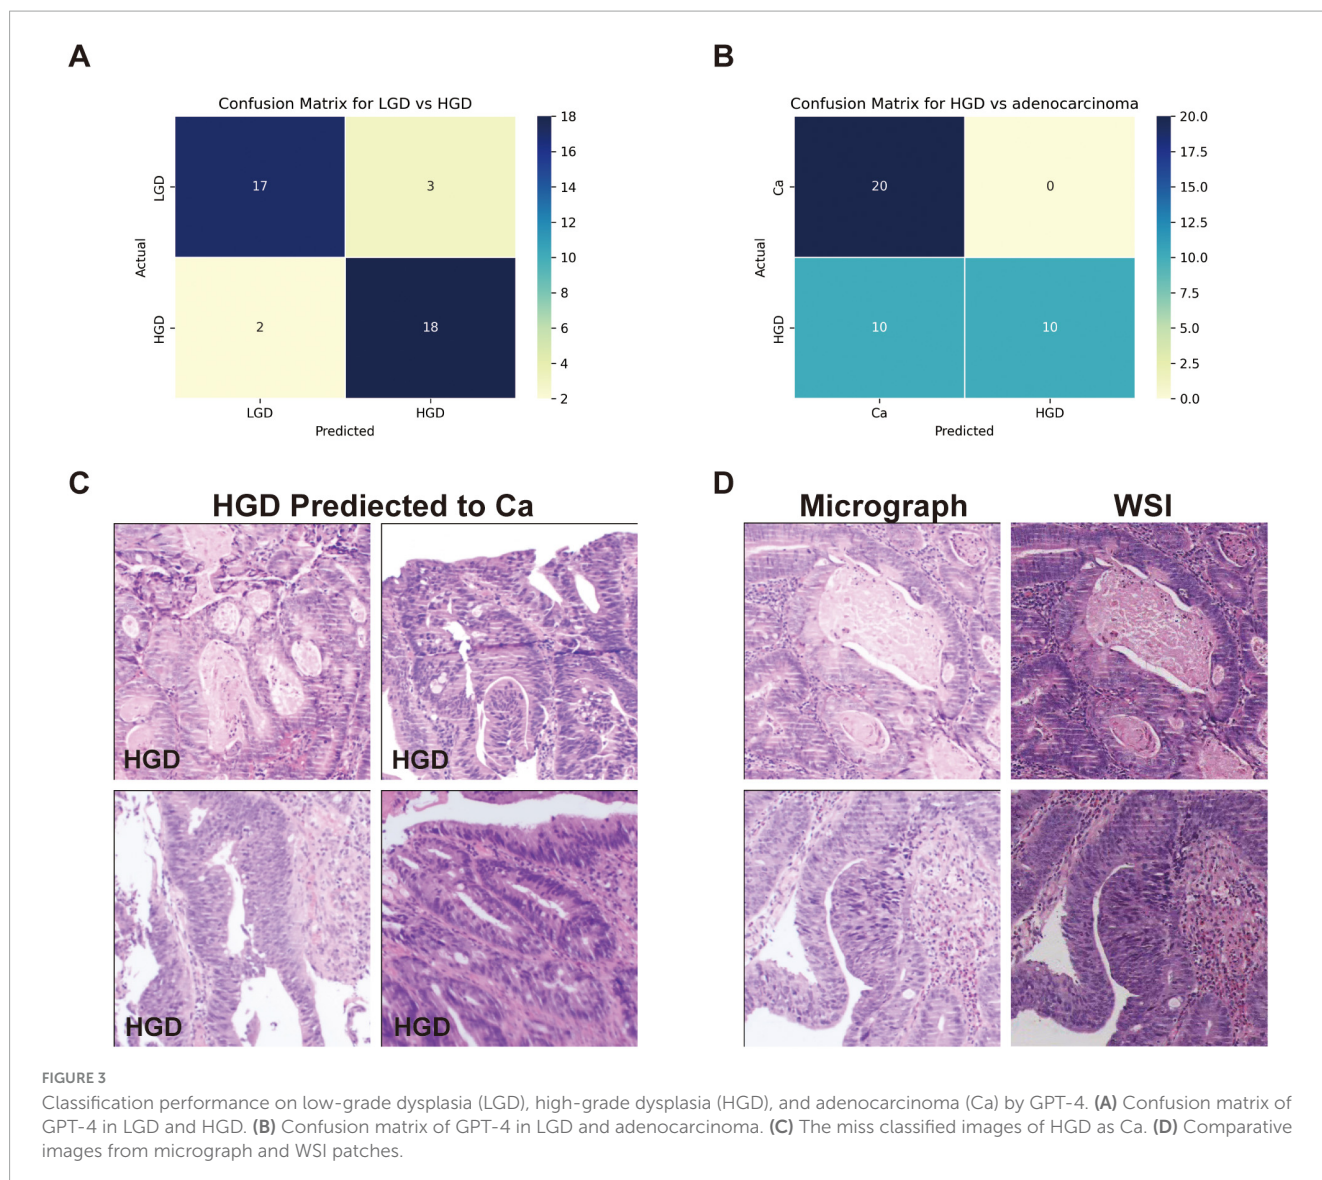 A
Confusion Matrix for LGD vs HGD
17
3
2
18
LGD
HGD
Actual
LGD
HGD
Predicted
18
16
14
12
10
8
6
4
2
B
Confusion Matrix for HGD vs adenocarcinoma
20
0
10
10
Ca
HGD
Actual
Ca
HGD
Predicted
20.0
17.5
15.0
12.5
10.0
7.5
5.0
2.5
0.0
C
HGD Prediected to Ca
HGD
HGD
HGD
HGD
D
Micrograph
WSI
FIGURE 3
Classification performance on low-grade dysplasia (LGD), high-grade dysplasia (HGD), and adenocarcinoma (Ca) by GPT-4. (A) Confusion matrix of
GPT-4 in LGD and HGD. (B) Confusion matrix of GPT-4 in LGD and adenocarcinoma. (C) The miss classified images of HGD as Ca. (D) Comparative
images from micrograph and WSI patches.